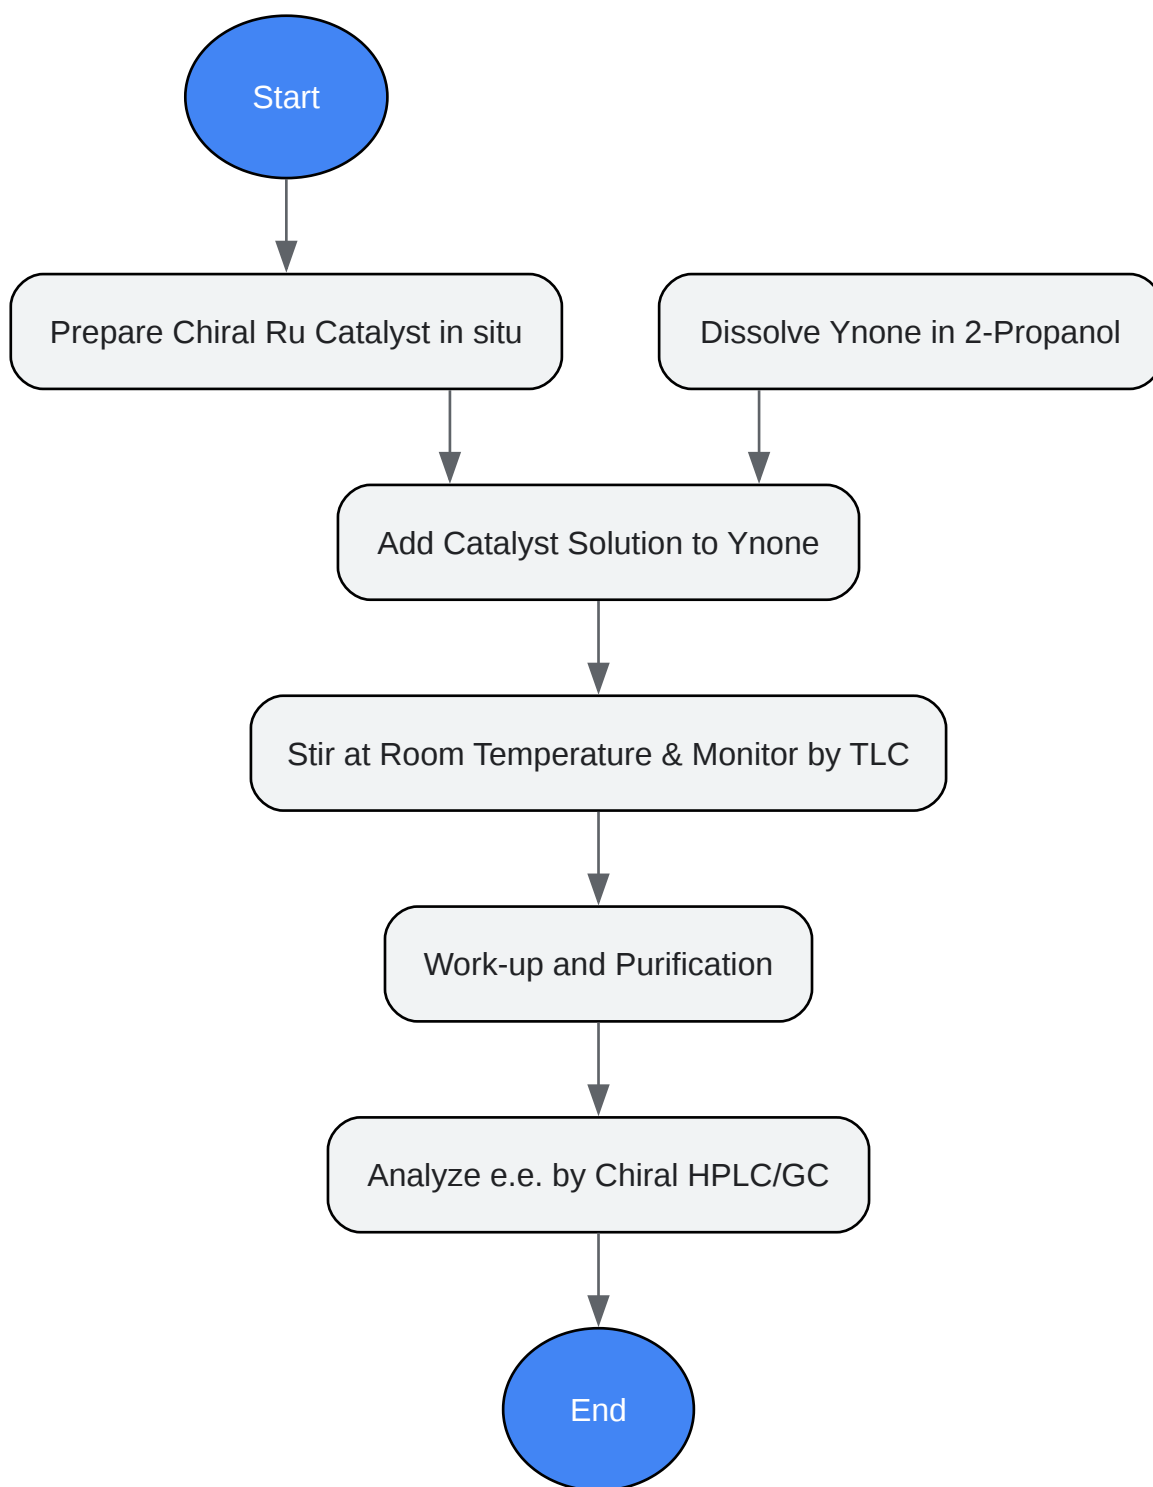 Start
Prepare Chiral Ru Catalyst in situ
Dissolve Ynone in 2-Propanol
Add Catalyst Solution to Ynone
Stir at Room Temperature & Monitor by TLC
Work-up and Purification
Analyze e.e. by Chiral HPLC/GC
End